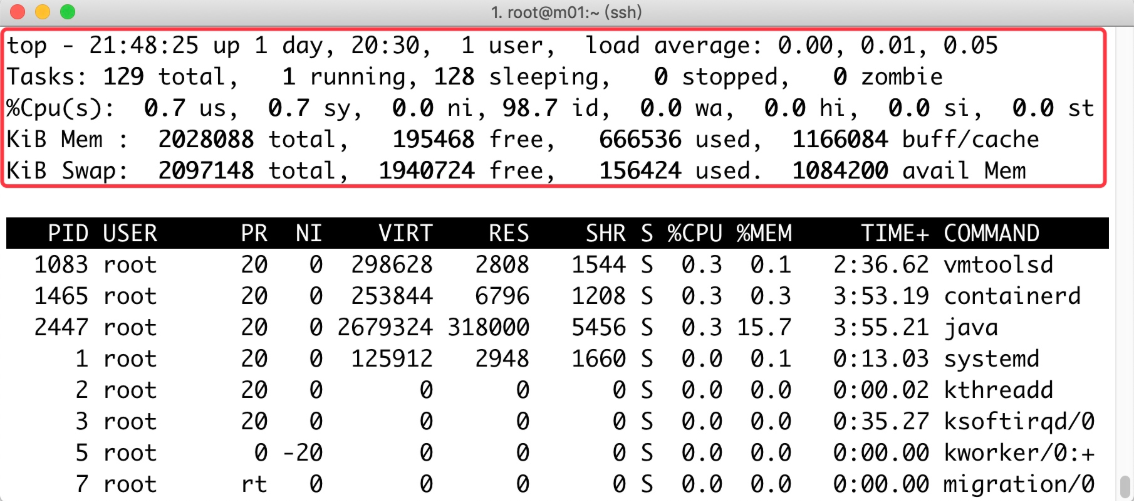 1. root@m01:~ (ssh)
top - 21:48:25 up 1 day, 20:30,  1 user,  load average: 0.00, 0.01, 0.05
Tasks: 129 total,   1 running, 128 sleeping,   0 stopped,   0 zombie
%Cpu(s):  0.7 us,  0.7 sy,  0.0 ni, 98.7 id,  0.0 wa,  0.0 hi,  0.0 si,  0.0 st
KiB Mem :  2028088 total,   195468 free,   666536 used,  1166084 buff/cache
KiB Swap:  2097148 total,  1940724 free,   156424 used.  1084200 avail Mem
PID USER      PR  NI    VIRT    RES    SHR S %CPU %MEM     TIME+ COMMAND
1083 root      20   0  298628   2808   1544 S  0.3  0.1   2:36.62 vmtoolsd
1465 root      20   0  253844   6796   1208 S  0.3  0.3   3:53.19 containerd
2447 root      20   0 2679324 318000   5456 S  0.3 15.7   3:55.21 java
1 root      20   0  125912   2948   1660 S  0.0  0.1   0:13.03 systemd
2 root      20   0       0      0      0 S  0.0  0.0   0:00.02 kthreadd
3 root      20   0       0      0      0 S  0.0  0.0   0:35.27 ksoftirqd/0
5 root       0 -20       0      0      0 S  0.0  0.0   0:00.00 kworker/0:+
7 root      rt   0       0      0      0 S  0.0  0.0   0:00.00 migration/0